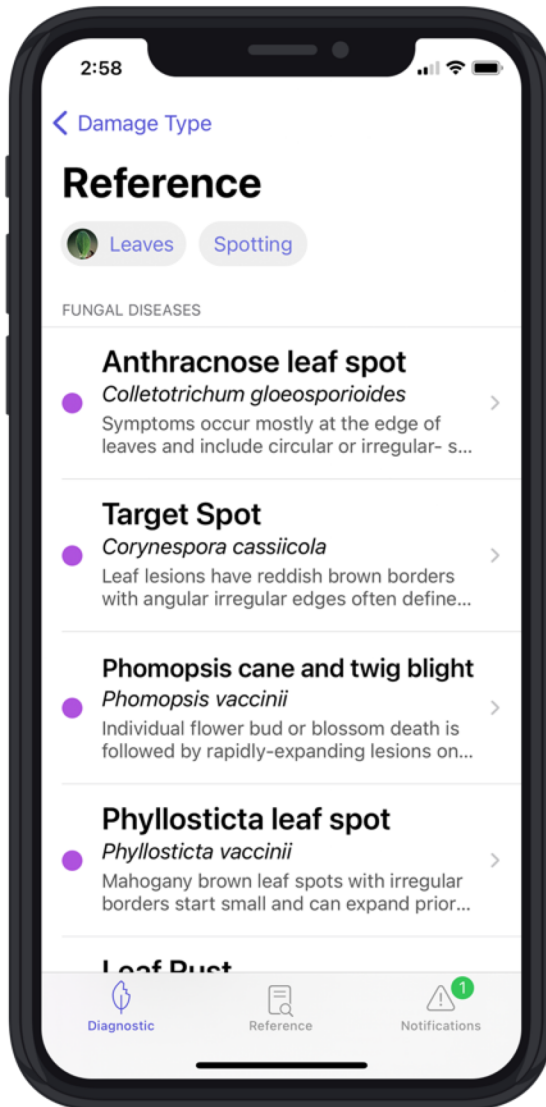 2:58
Damage Type
Reference
Leaves
Spotting
FUNGAL DISEASES
Anthracnose leaf spot
Colletotrichum gloeosporioides
Symptoms occur mostly at the edge of
leaves and include circular or irregular- s...
Target Spot
Corynespora cassiicola
Leaf lesions have reddish brown borders
with angular irregular edges often define...
Phomopsis cane and twig blight
Phomopsis vaccinii
Individual flower bud or blossom death is
followed by rapidly-expanding lesions on...
Phyllosticta leaf spot
Phyllosticta vaccinii
Mahogany brown leaf spots with irregular
borders start small and can expand prior...
Leaf Rust
1
Diagnostic
Reference
Notifications